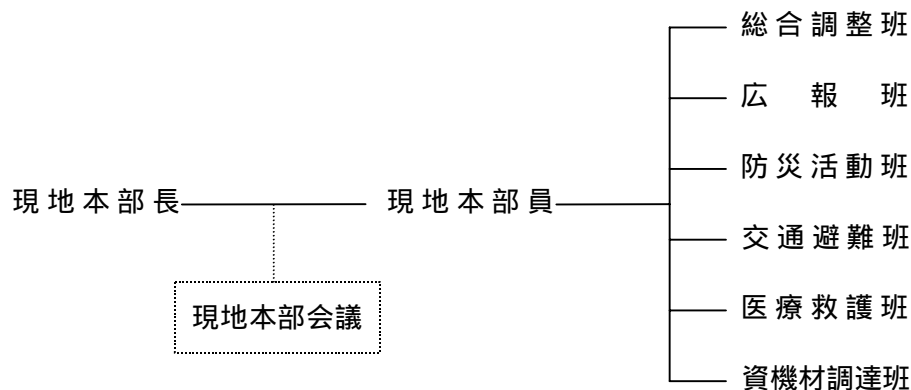 総合調整班
広報班
防災活動班
現地本部長 現地本部員
交通避難班
現地本部会議
医療救護班
資機材調達班